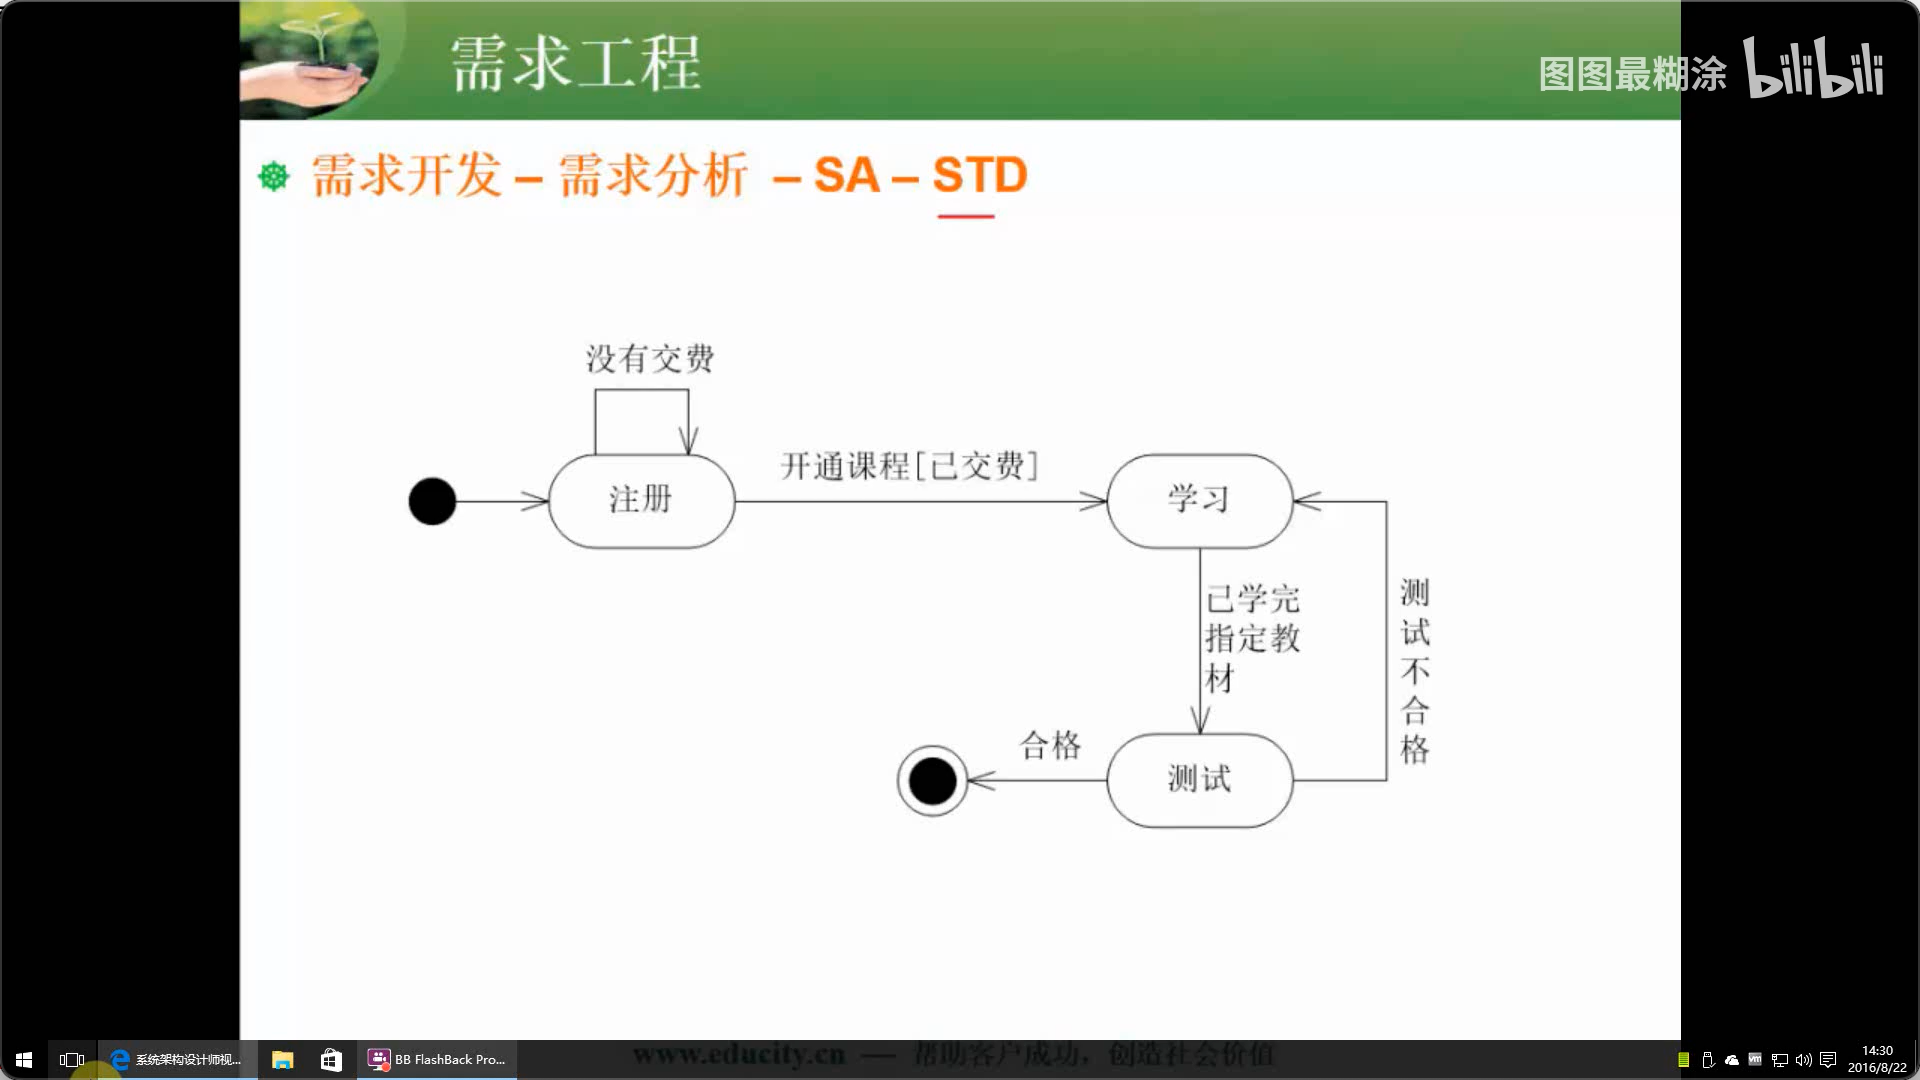 需求工程
图图最糊涂 bilibili
需求开发 – 需求分析 – SA – STD
没有交费
开通课程[已交费]
注册
学习
已学完
指定教
材
测试不合格
合格
测试
www.educity.cn — 帮助客户成功，创造社会价值
系统架构设计师视...
BB FlashBack Pro...
14:30
2016/8/22